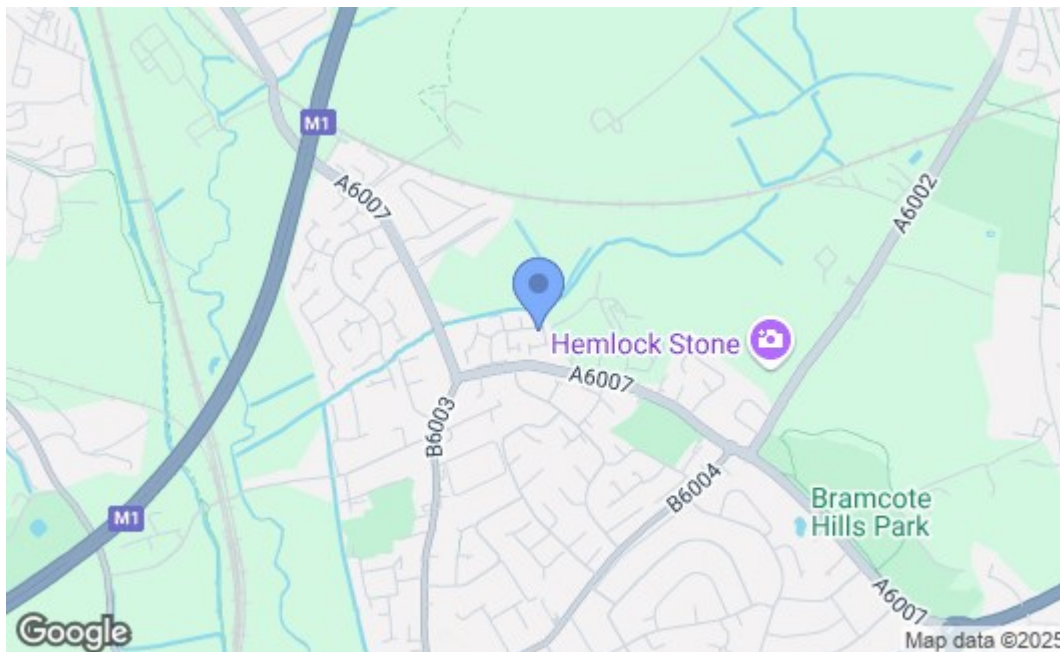 M1
A6007
A6002
Hemlock Stone
A6007
B6003
B6004
Bramcote
Hills Park
M1
A6007
Google
Map data ©2025